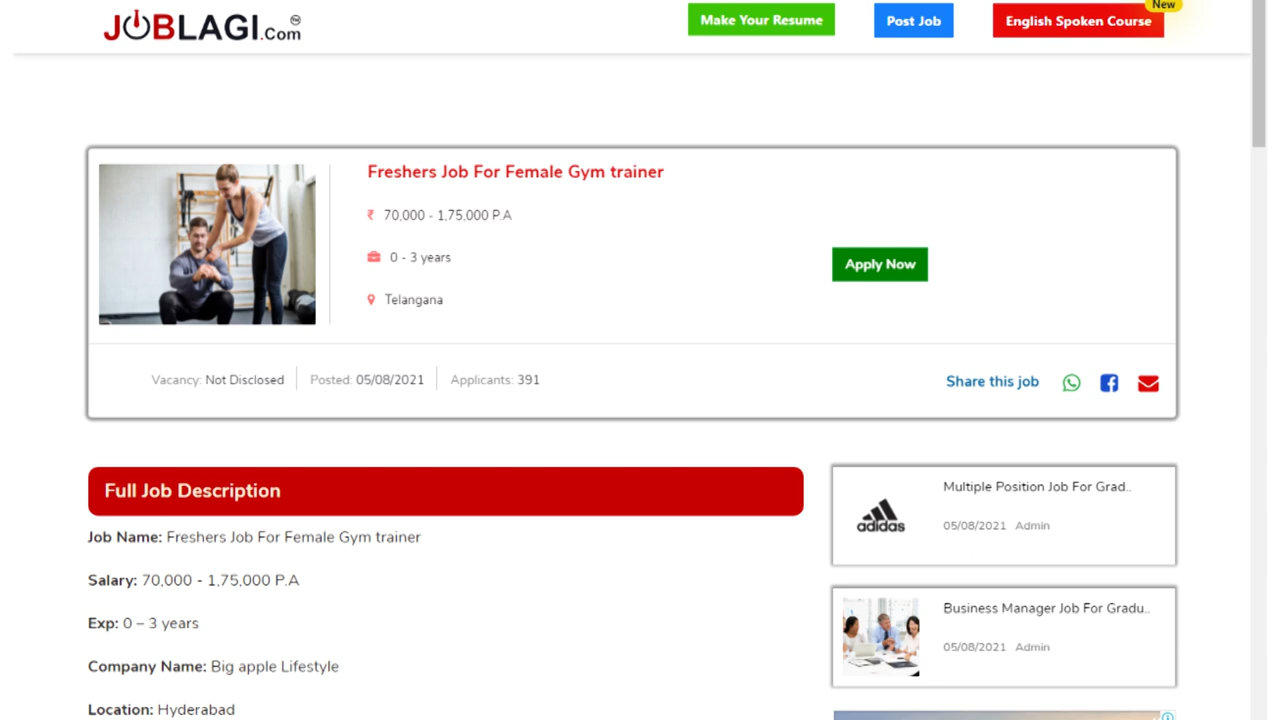 JOBLAGI.Com
Make Your Resume
Post Job
English Spoken Course
New
Freshers Job For Female Gym trainer
₹ 70,000 - 1,75,000 P.A
0 - 3 years
Telangana
Apply Now
Vacancy: Not Disclosed
Posted: 05/08/2021
Applicants: 391
Share this job
Full Job Description
Job Name: Freshers Job For Female Gym trainer
Salary: 70,000 - 1,75,000 P.A
Exp: 0 – 3 years
Company Name: Big apple Lifestyle
Location: Hyderabad
adidas
Multiple Position Job For Grad..
05/08/2021 Admin
Business Manager Job For Gradu..
05/08/2021 Admin